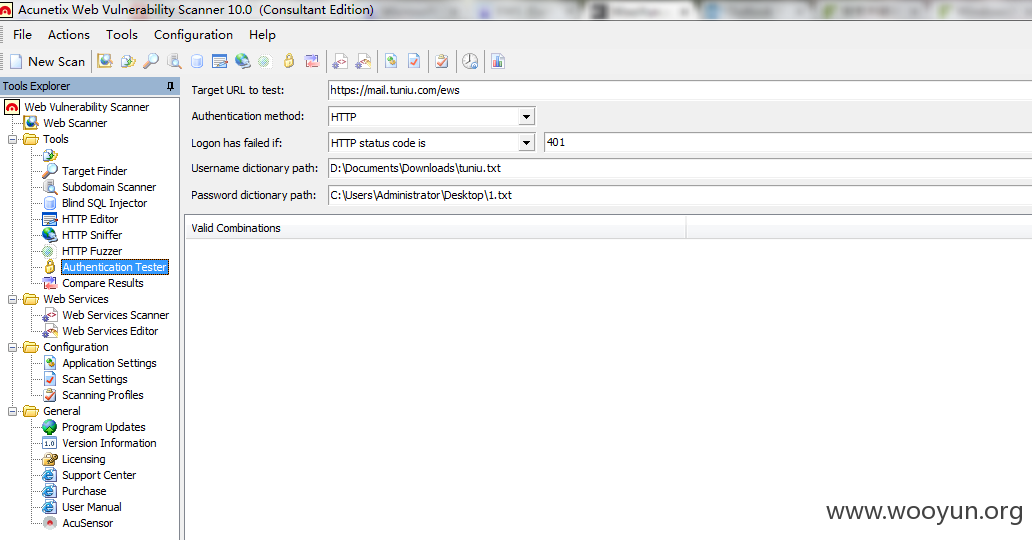 Acunetix Web Vulnerability Scanner 10.0 (Consultant Edition)
File Actions Tools Configuration Help
New Scan
Tools Explorer
Web Vulnerability Scanner
Web Scanner
Tools
Target Finder
Subdomain Scanner
Blind SQL Injector
HTTP Editor
HTTP Sniffer
HTTP Fuzzer
Authentication Tester
Compare Results
Web Services
Web Services Scanner
Web Services Editor
Configuration
Application Settings
Scan Settings
Scanning Profiles
General
Program Updates
1.0 Version Information
Licensing
Support Center
Purchase
User Manual
AcuSensor
Target URL to test: https://mail.tuniu.com/ews
Authentication method: HTTP
Logon has failed if: HTTP status code is 401
Username dictionary path: D:\Documents\Downloads\tuniu.txt
Password dictionary path: C:\Users\Administrator\Desktop\1.txt
Valid Combinations
www.wooyun.org